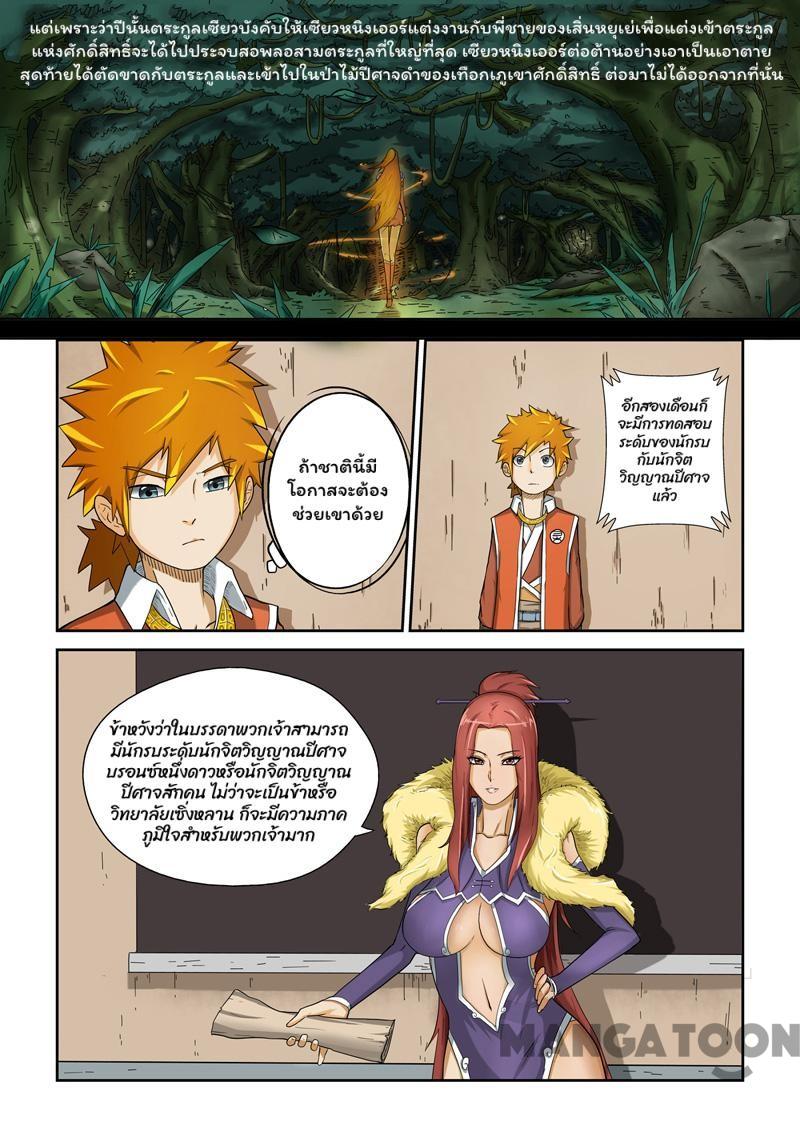 แต่เพราะว่าปีนั้นตระกูลเซียวบังคับให้เซียวหนิงเออร์แต่งงานกับพี่ชายของเสิ่นหยุเย่เพื่อแต่งเข้าตระกูล
แห่งศักดิ์สิทธิ์จะได้ไปประจบสอพลอสามตระกูลที่ใหญ่ที่สุด เซียวหนิงเออร์ต่อต้านอย่างเอาเป็นเอาตาย
สุดท้ายได้ตัดขาดกับตระกูลและเข้าไปในป่าไม้ปีศาจดำของเทือกเภูเขาศักดิ์สิทธิ์ ต่อมาไม่ได้ออกจากที่นั่น
ถ้าชาตินี้มี
โอกาสจะต้อง
ช่วยเขาด้วย
อีกสองเดือนก็
จะมีการทดสอบ
ระดับของนักรบ
กับนักจิต
วิญญาณปีศาจ
แล้ว
ข้าหวังว่าในบรรดาพวกเจ้าสามารถ
มีนักรบระดับนักจิตวิญญาณปีศาจ
บรอนซ์หนึ่งดาวหรือนักจิตวิญญาณ
ปีศาจสักคน ไม่ว่าจะเป็นข้าหรือ
วิทยาลัยเซิ่งหลาน ก็จะมีความภาค
ภูมิใจสำหรับพวกเจ้ามาก
MANGATOON